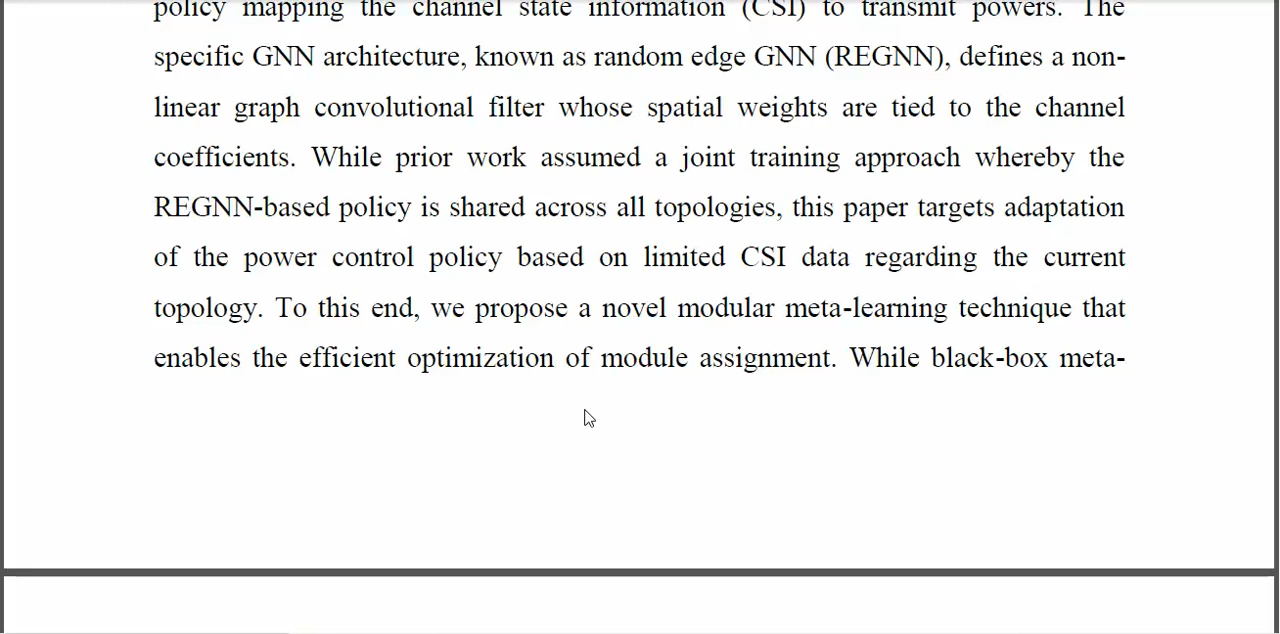 policy mapping the channel state information (CSI) to transmit powers. The
specific GNN architecture, known as random edge GNN (REGNN), defines a non-
linear graph convolutional filter whose spatial weights are tied to the channel
coefficients. While prior work assumed a joint training approach whereby the
REGNN-based policy is shared across all topologies, this paper targets adaptation
of the power control policy based on limited CSI data regarding the current
topology. To this end, we propose a novel modular meta-learning technique that
enables the efficient optimization of module assignment. While black-box meta-